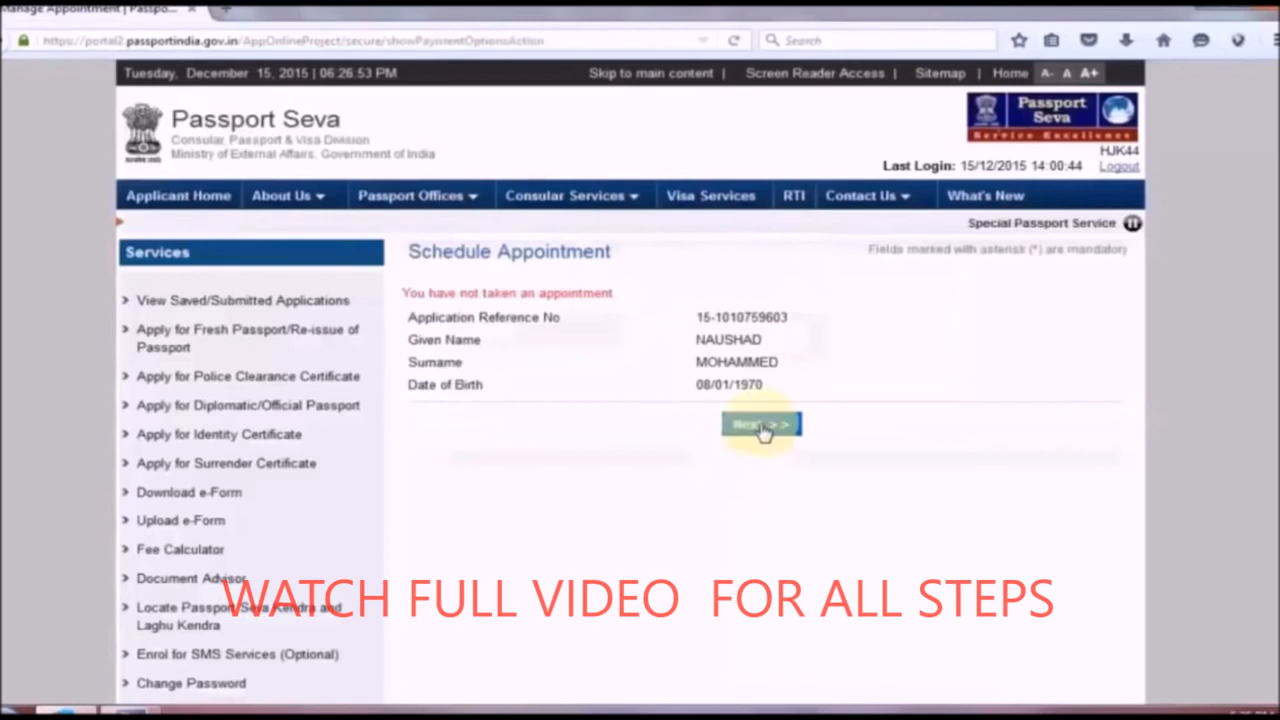 Manage Appointment | Passpo...
https://portal2.passportindia.gov.in/AppOnlineProject/secure/showPaymentOptionsAction
Search
Tuesday, December 15, 2015 | 06:26:53 PM
Skip to main content | Screen Reader Access | Sitemap | Home A- A A+
Passport Seva
Consular, Passport & Visa Division
Ministry of External Affairs, Government of India
Passport Seva
Service Excellence
HJK44
Last Login: 15/12/2015 14:00:44 Logout
Applicant Home About Us Passport Offices Consular Services Visa Services RTI Contact Us What's New
Special Passport Service
Services
View Saved/Submitted Applications
Apply for Fresh Passport/Re-issue of
Passport
Apply for Police Clearance Certificate
Apply for Diplomatic/Official Passport
Apply for Identity Certificate
Apply for Surrender Certificate
Download e-Form
Upload e-Form
Fee Calculator
Document Advisor
Locate Passport Seva Kendra and
Laghu Kendra
Enrol for SMS Services (Optional)
Change Password
Schedule Appointment
Fields marked with asterisk (*) are mandatory
You have not taken an appointment
Application Reference No 15-1010759603
Given Name NAUSHAD
Surname MOHAMMED
Date of Birth 08/01/1970
Next >>
WATCH FULL VIDEO FOR ALL STEPS